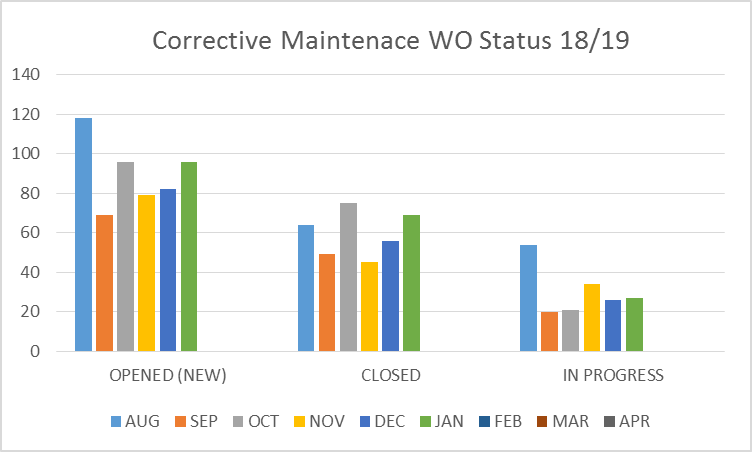 Corrective Maintenace WO Status 18/19
140
120
100
80
60
40
20
0
OPENED (NEW) CLOSED IN PROGRESS
AUG SEP OCT NOV DEC JAN FEB MAR APR